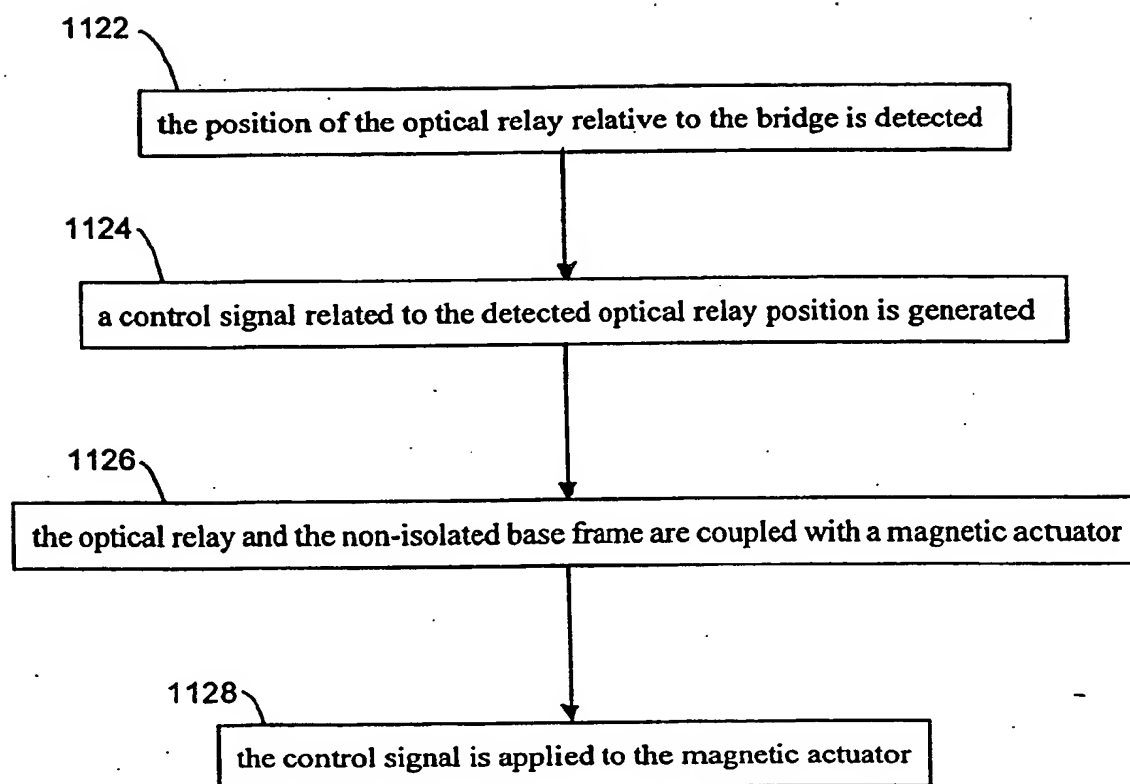 1122
the position of the optical relay relative to the bridge is detected
1124
a control signal related to the detected optical relay position is generated
1126
the optical relay and the non-isolated base frame are coupled with a magnetic actuator
1128
the control signal is applied to the magnetic actuator